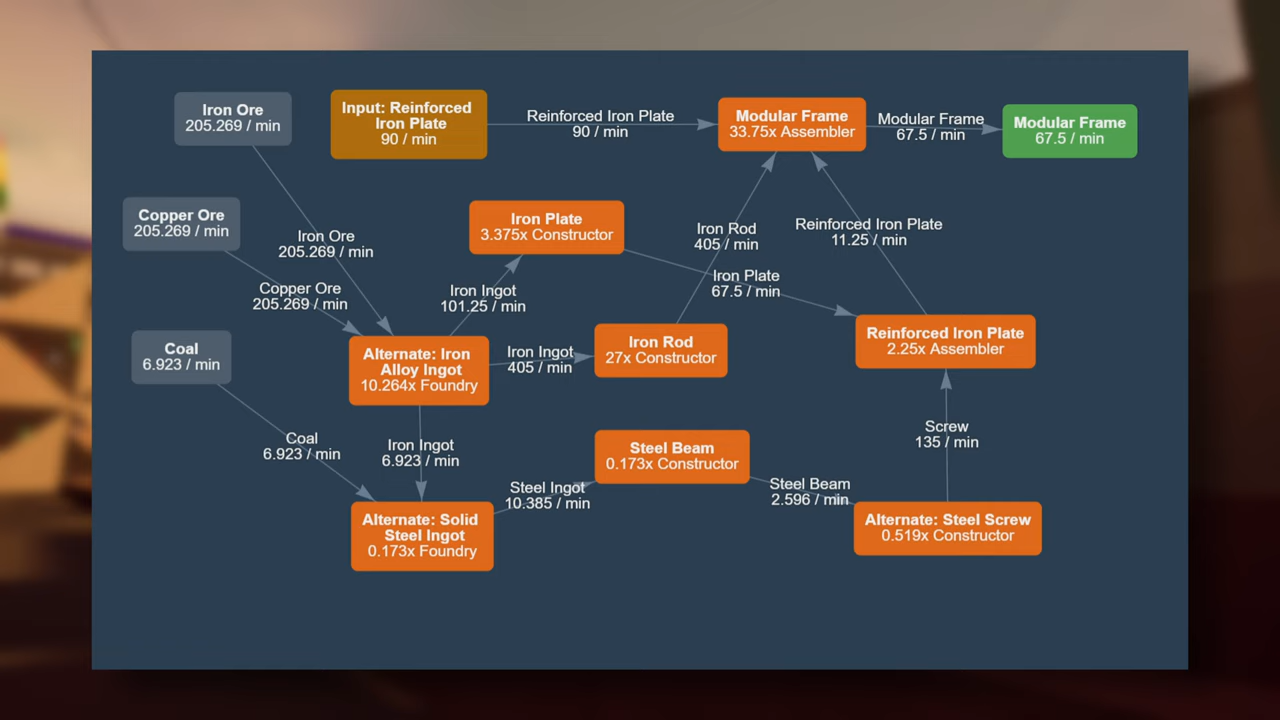 Iron Ore
205.269 / min
Input: Reinforced
Iron Plate
90 / min
Reinforced Iron Plate
90 / min
Modular Frame
33.75x Assembler
Modular Frame
67.5 / min
Modular Frame
67.5 / min
Copper Ore
205.269 / min
Iron Ore
205.269 / min
Iron Plate
3.375x Constructor
Iron Rod
405 / min
Reinforced Iron Plate
11.25 / min
Copper Ore
205.269 / min
Iron Ingot
101.25 / min
Iron Plate
67.5 / min
Coal
6.923 / min
Alternate: Iron
Alloy Ingot
10.264x Foundry
Iron Ingot
405 / min
Iron Rod
27x Constructor
Reinforced Iron Plate
2.25x Assembler
Coal
6.923 / min
Iron Ingot
6.923 / min
Steel Beam
0.173x Constructor
Screw
135 / min
Steel Ingot
10.385 / min
Steel Beam
2.596 / min
Alternate: Solid
Steel Ingot
0.173x Foundry
Alternate: Steel Screw
0.519x Constructor